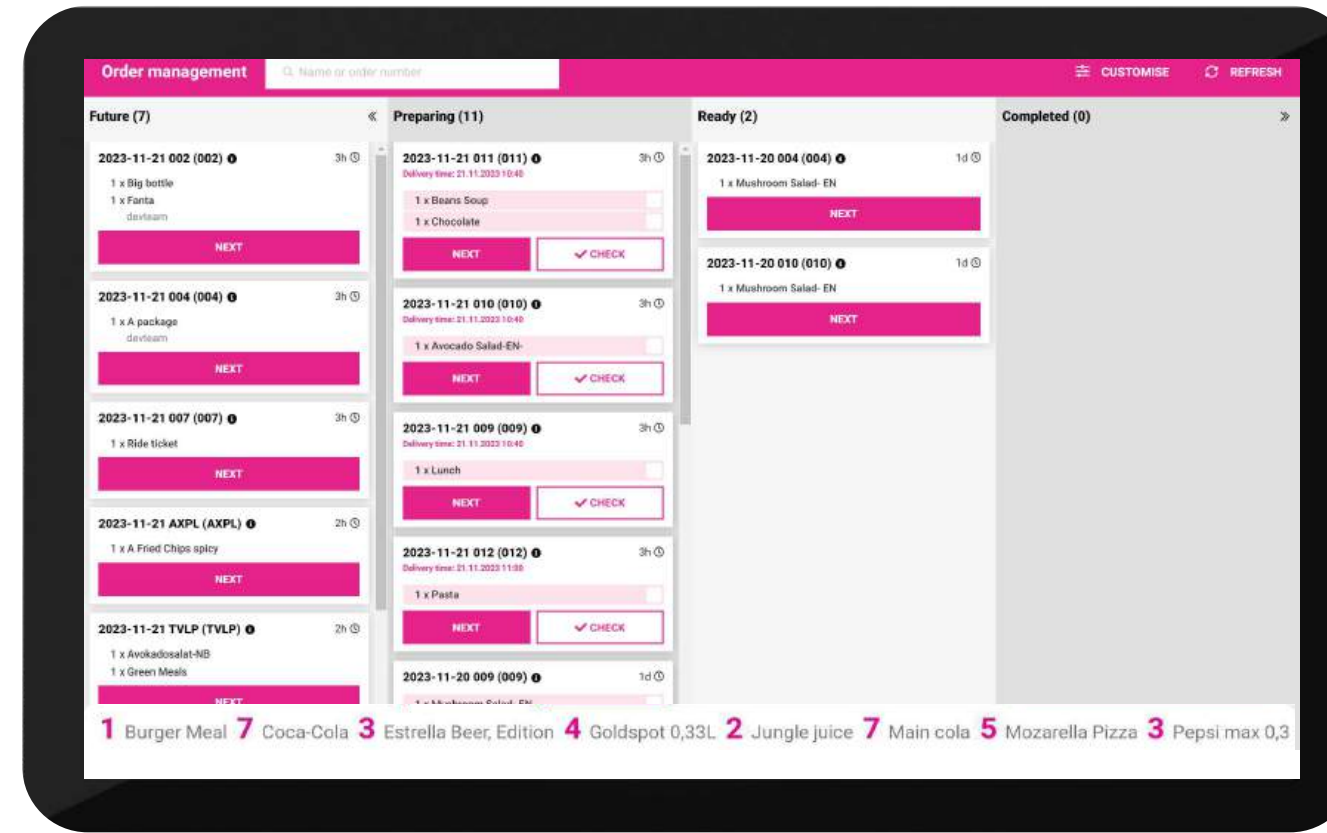 Order management
Name or order number
CUSTOMISE
REFRESH
Future (7)
«
2023-11-21 002 (002)
3h
1 x Big bottle
1 x Fanta
devteam
NEXT
2023-11-21 004 (004)
3h
1 x A package
devteam
NEXT
2023-11-21 007 (007)
3h
1 x Ride ticket
NEXT
2023-11-21 AXPL (AXPL)
2h
1 x A Fried Chips spicy
NEXT
2023-11-21 TVLP (TVLP)
2h
1 x Avokadosalat-NB
1 x Green Meals
NEXT
Preparing (11)
2023-11-21 011 (011)
3h
Delivery time: 21.11.2023 10:40
1 x Beans Soup
1 x Chocolate
NEXT
CHECK
2023-11-21 010 (010)
3h
Delivery time: 21.11.2023 10:40
1 x Avocado Salad-EN-
NEXT
CHECK
2023-11-21 009 (009)
3h
Delivery time: 21.11.2023 10:40
1 x Lunch
NEXT
CHECK
2023-11-21 012 (012)
3h
Delivery time: 21.11.2023
1 x Pasta
NEXT
CHECK
2023-11-20 009 (009)
1d
1 x Mushroom Salad- EN
Ready (2)
2023-11-20 004 (004)
1d
1 x Mushroom Salad- EN
NEXT
2023-11-20 010 (010)
1d
1 x Mushroom Salad- EN
NEXT
Completed (0)
»
1 Burger Meal 7 Coca-Cola 3 Estrella Beer, Edition 4 Goldspot 0,33L 2 Jungle juice 7 Main cola 5 Mozarella Pizza 3 Pepsi max 0,3